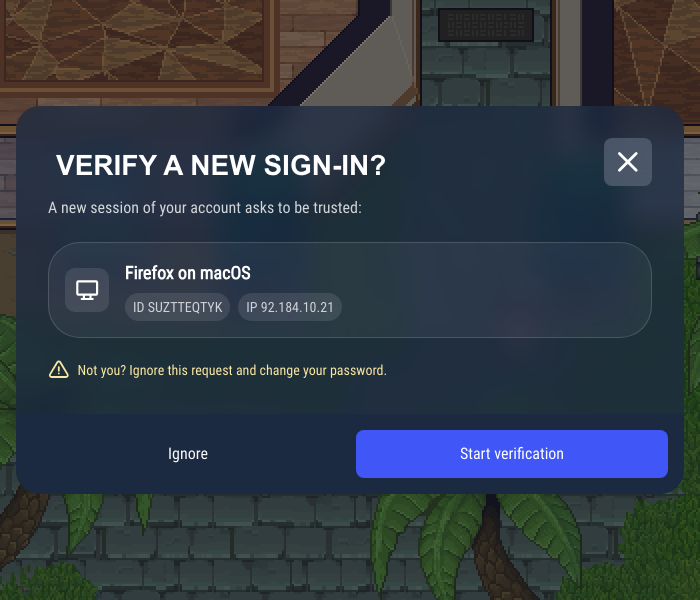 VERIFY A NEW SIGN-IN?
A new session of your account asks to be trusted:
Firefox on macOS
ID SUZTTEQTYK IP 92.184.10.21
Not you? Ignore this request and change your password.
Ignore Start verification